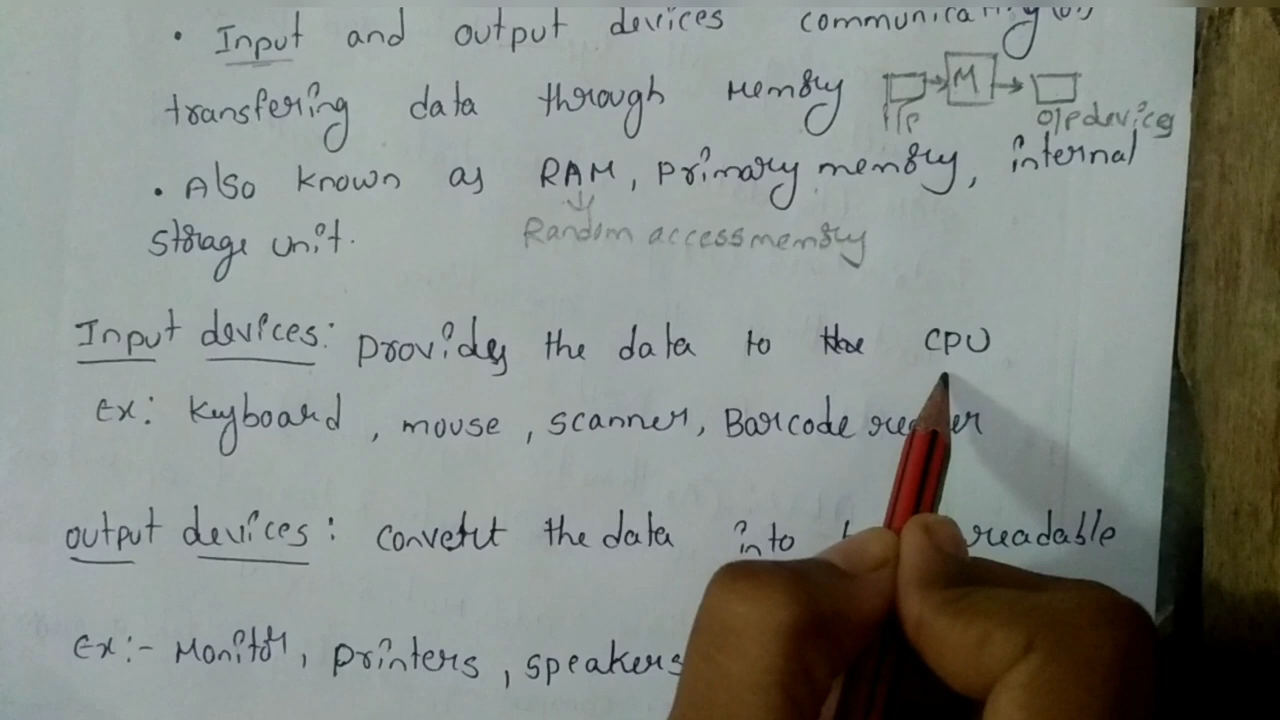 • Input and output devices
transfering data through memory M
I/P O/P devices
• Also known as RAM, primary memory, internal
storage unit. Random access memory
Input devices: provides the data to the CPU
Ex: Keyboard, mouse, scanner, Barcode reader
output devices: convert the data into readable
Ex:- Monitor, printers, speakers